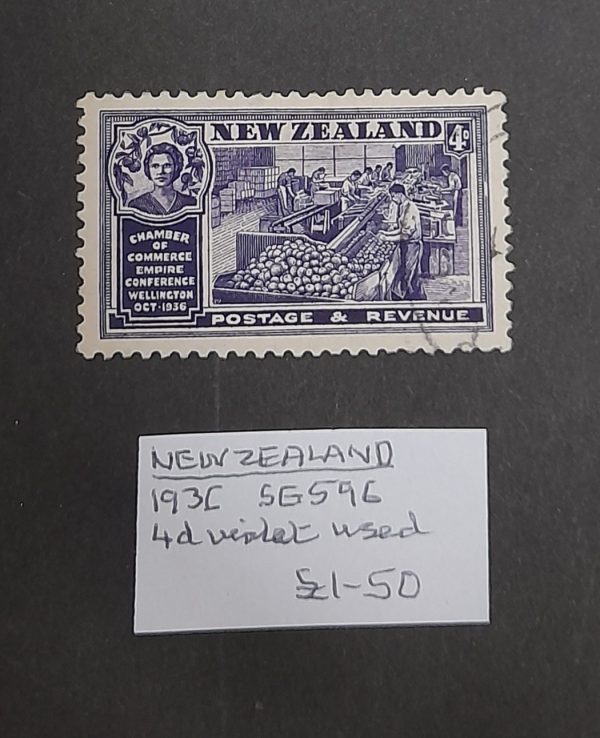 NEW ZEALAND 4D
CHAMBER
OF
COMMERCE
EMPIRE
CONFERENCE
WELLINGTON
OCT·1936
POSTAGE & REVENUE
NEW ZEALAND
1936 SG596
4d violet used
£1-50